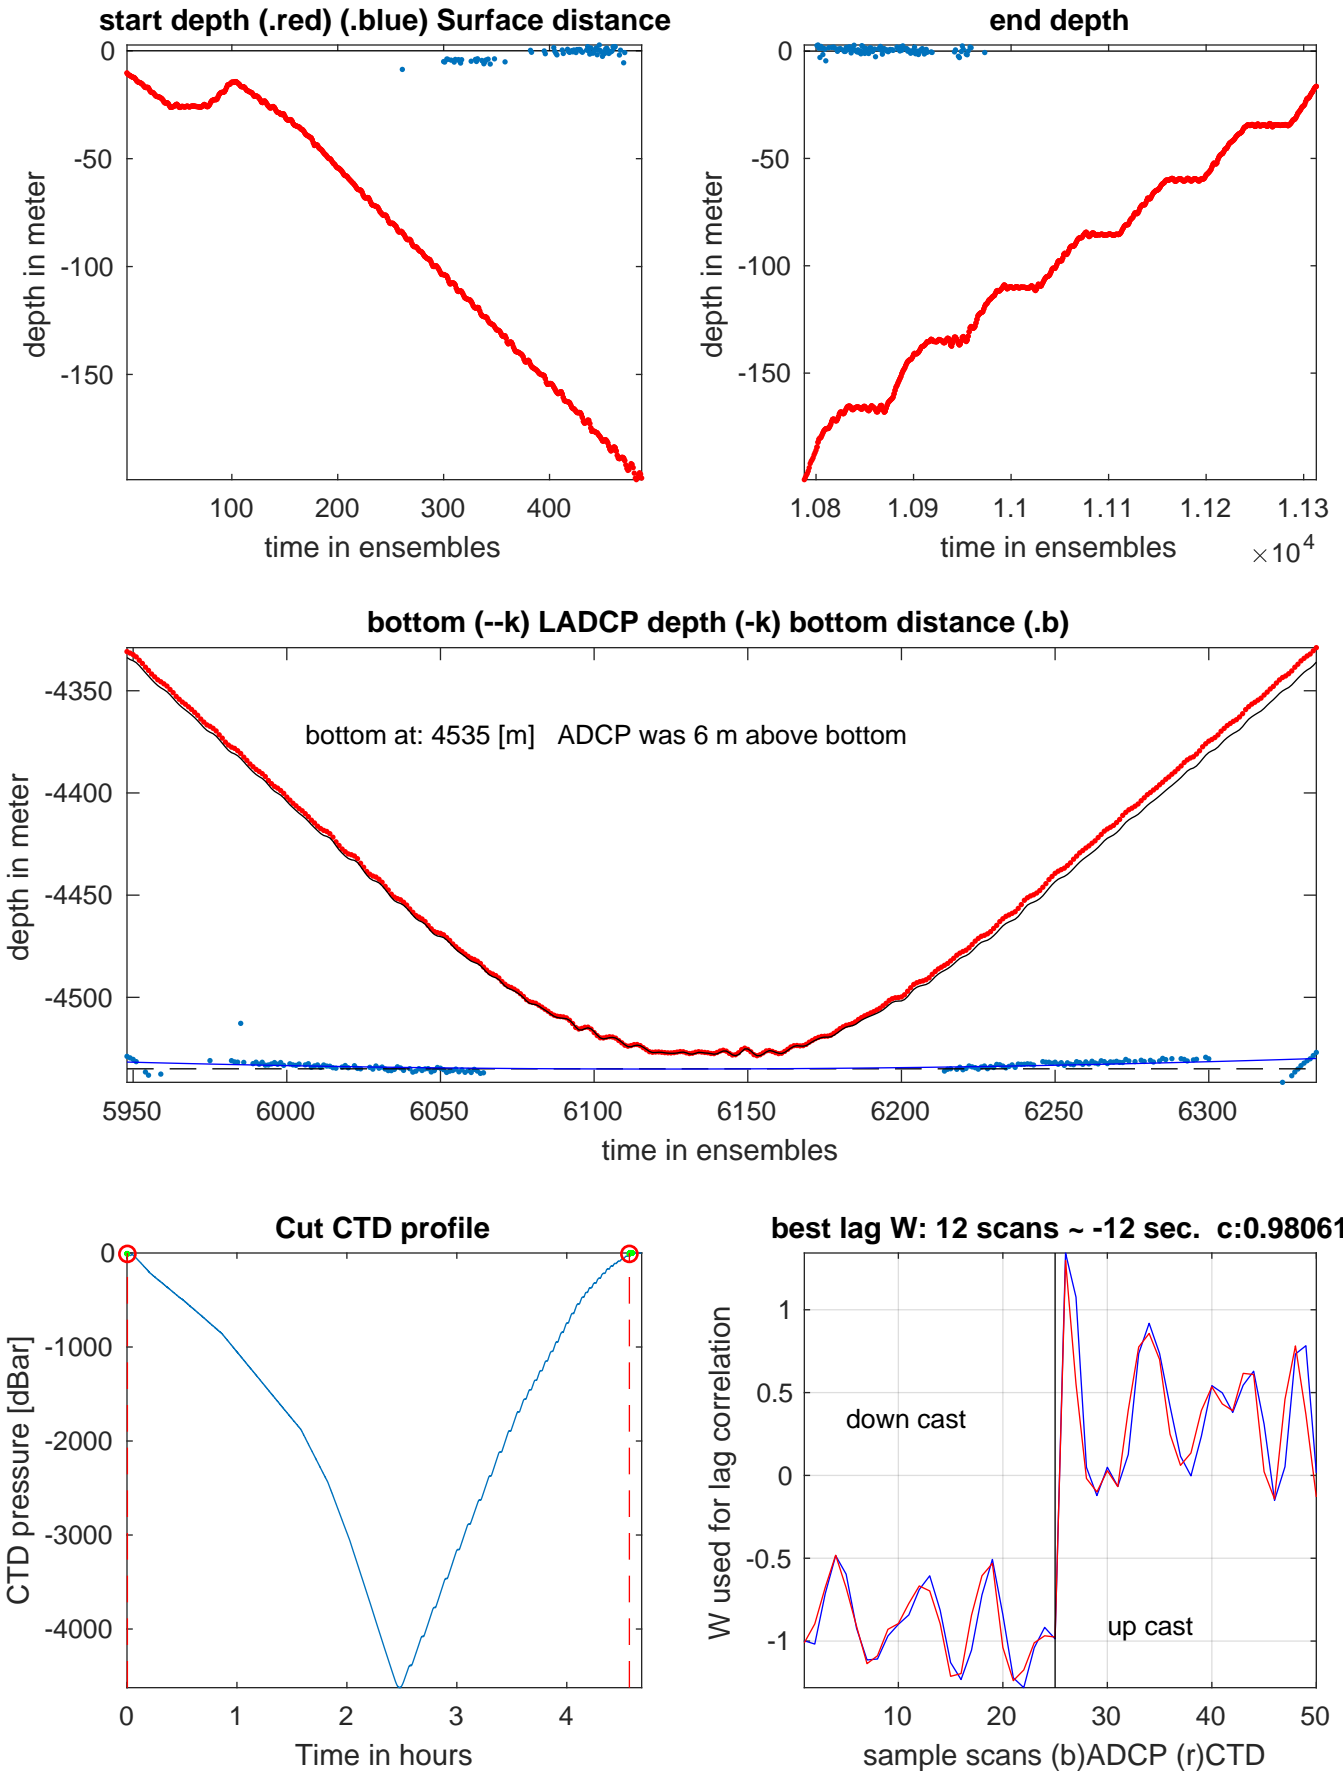 start depth (.red) (.blue) Surface distance
0
-50
-100
-150
depth in meter
100
200
300
400
time in ensembles
end depth
0
-50
-100
-150
depth in meter
1.08
1.09
1.1
1.11
1.12
1.13
time in ensembles
×10^4
bottom (--k) LADCP depth (-k) bottom distance (.b)
bottom at: 4535 [m]   ADCP was 6 m above bottom
-4350
-4400
-4450
-4500
depth in meter
5950
6000
6050
6100
6150
6200
6250
6300
time in ensembles
Cut CTD profile
0
-1000
-2000
-3000
-4000
CTD pressure [dBar]
0
1
2
3
4
Time in hours
best lag W: 12 scans ~ -12 sec.  c:0.98061
1
0.5
0
-0.5
-1
W used for lag correlation
down cast
up cast
10
20
30
40
50
sample scans (b)ADCP (r)CTD